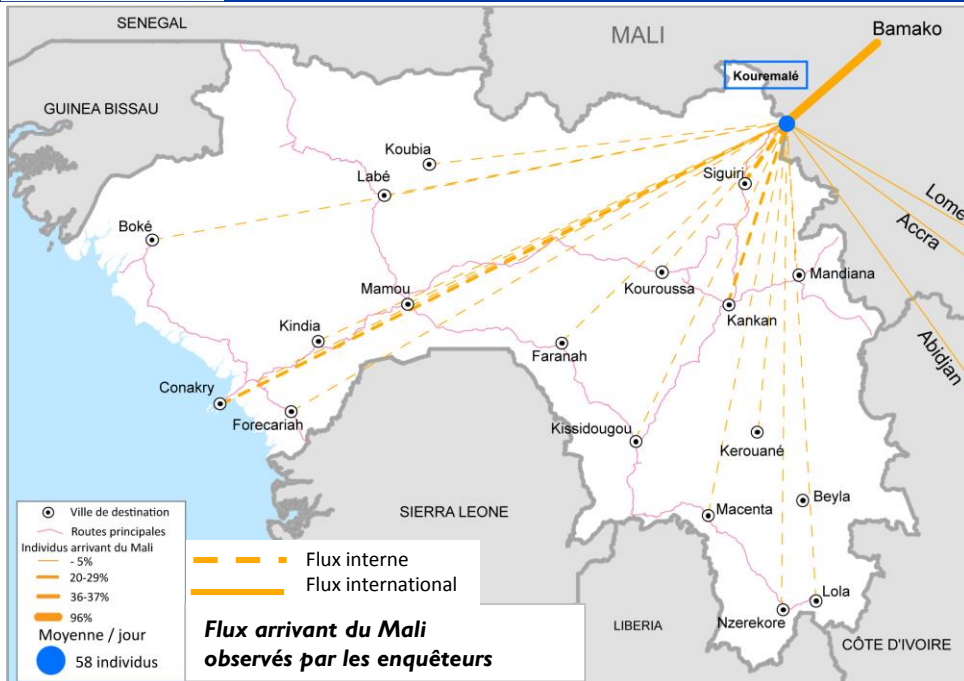 SENEGAL
MALI
Bamako
Kouremalé
GUINEA BISSAU
Koubia
Labé
Siguiri
Lome
Accra
Boké
Mamou
Kouroussa
Mandiana
Kindia
Kankan
Faranah
Abidjan
Conakry
Forecariah
Kissidougou
Kerouané
Beyla
Macenta
SIERRA LEONE
Lola
Nzerekore
LIBERIA
CÔTE D'IVOIRE
Ville de destination
Routes principales
Individus arrivant du Mali
- 5%
20-29%
36-37%
96%
Moyenne / jour
58 individus
Flux interne
Flux international
Flux arrivant du Mali
observés par les enquêteurs